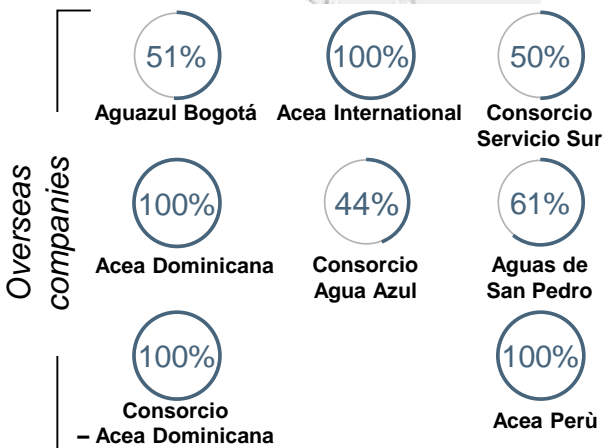 51%
100%
50%
Aguazul Bogotá
Acea International
Consorcio
Servicio Sur
Overseas
companies
100%
44%
61%
Acea Dominicana
Consorcio
Agua Azul
Aguas de
San Pedro
100%
100%
Consorcio
– Acea Dominicana
Acea Perù